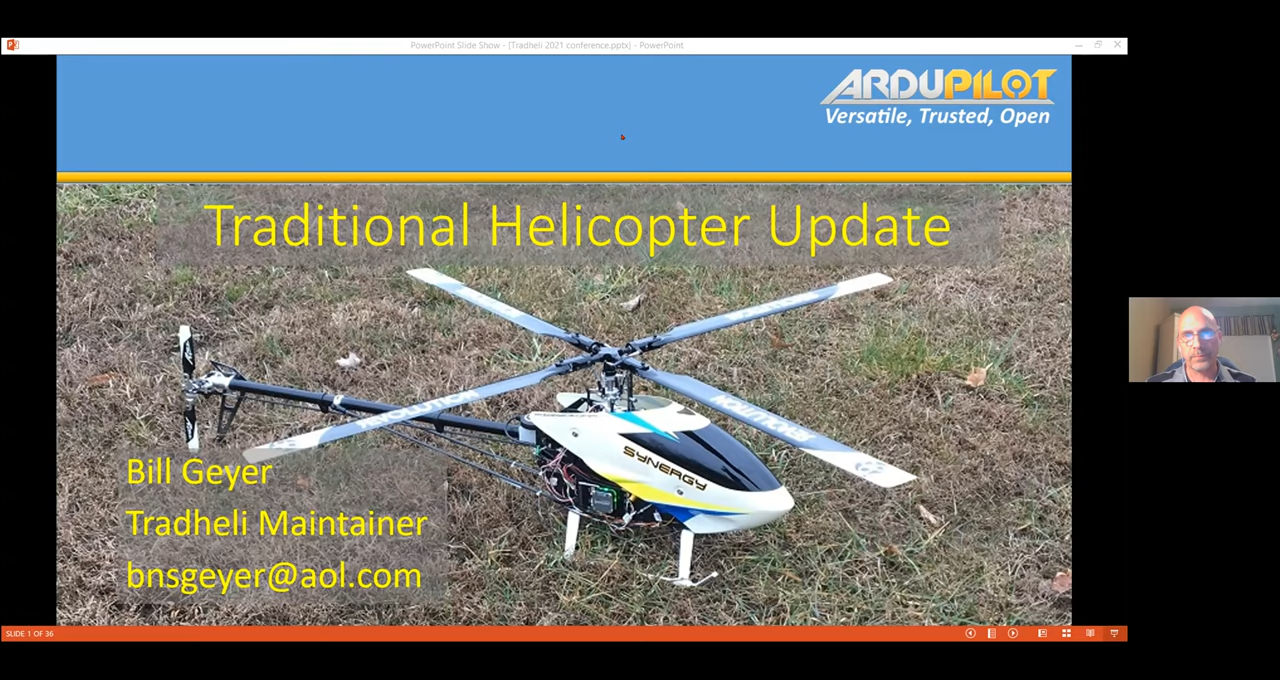 PowerPoint Slide Show - [Tradheli 2021 conference.pptx] - PowerPoint
ARDUPILOT
Versatile, Trusted, Open
Traditional Helicopter Update
REVOLUTION
SYNERGY
Bill Geyer
Tradheli Maintainer
bnsgeyer@aol.com
SLIDE 1 OF 36